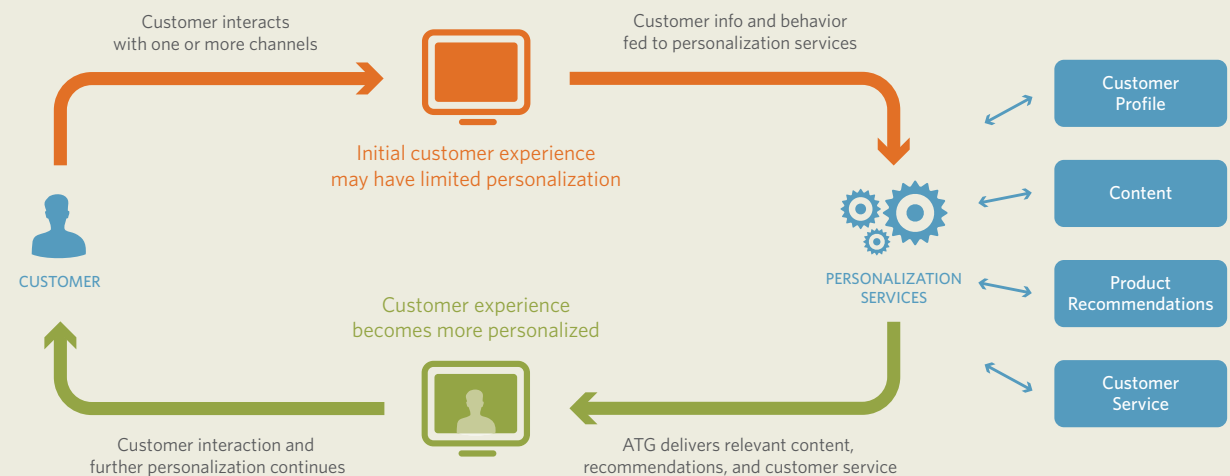 Customer interacts
with one or more channels
Customer info and behavior
fed to personalization services
Initial customer experience
may have limited personalization
CUSTOMER
PERSONALIZATION
SERVICES
Customer
Profile
Content
Product
Recommendations
Customer
Service
Customer experience
becomes more personalized
Customer interaction and
further personalization continues
ATG delivers relevant content,
recommendations, and customer service